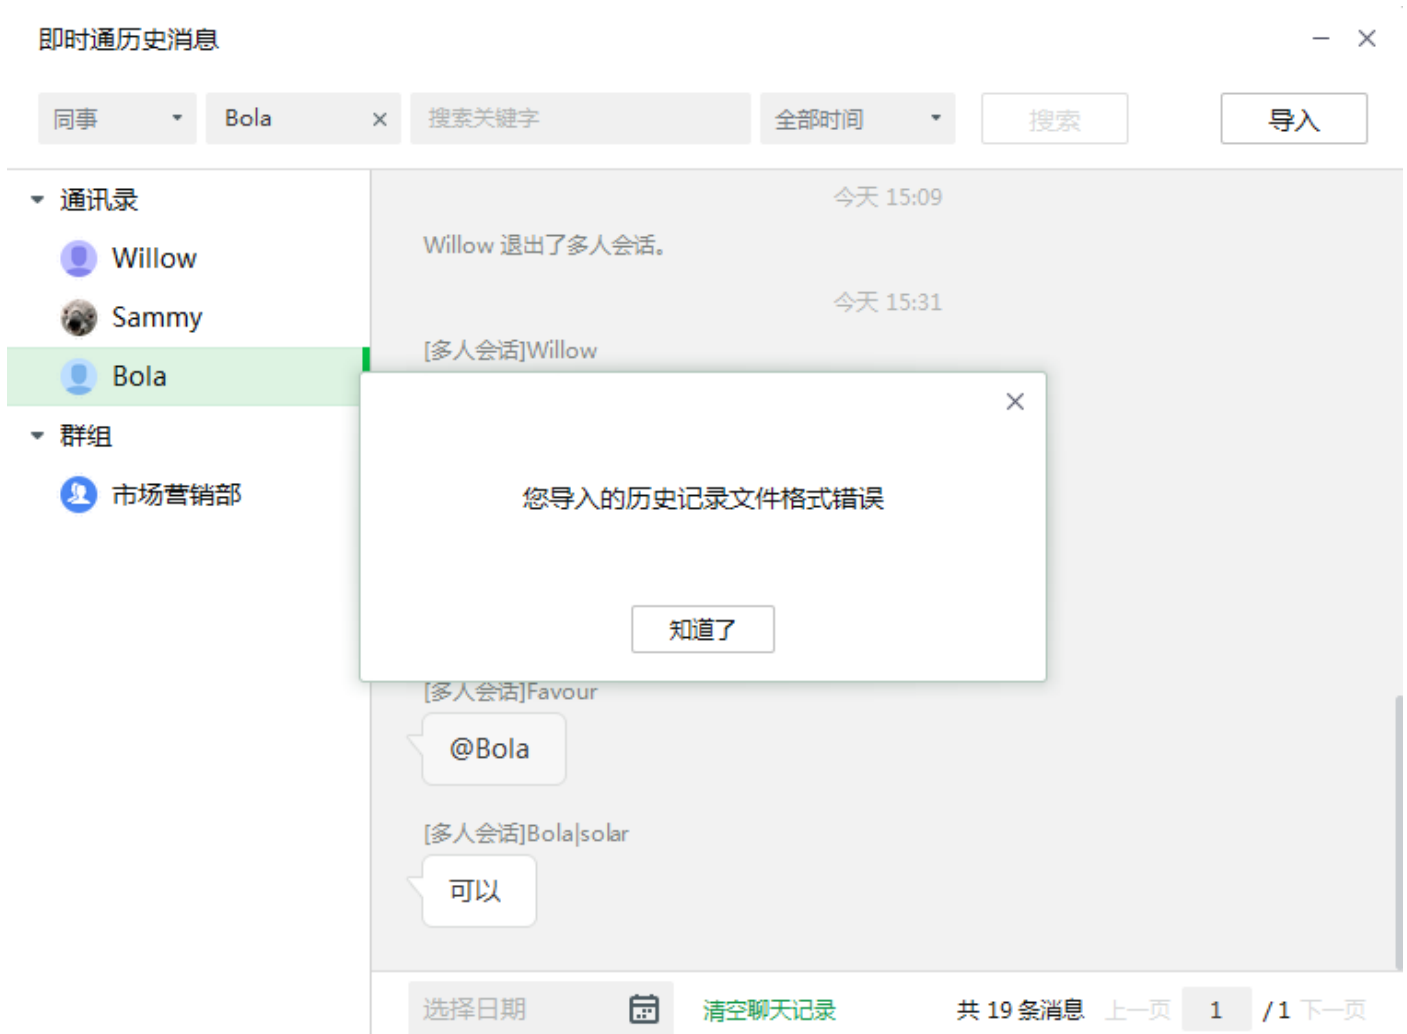 即时通历史消息
同事 Bola 搜索关键字 全部时间 搜索 导入
通讯录
Willow
Sammy
Bola
群组
市场营销部
今天 15:09
Willow 退出了多人会话。
今天 15:31
[多人会话]Willow
您导入的历史记录文件格式错误
知道了
[多人会话]Favour
@Bola
[多人会话]Bola|solar
可以
选择日期 清空聊天记录 共 19 条消息 上一页 1 / 1 下一页